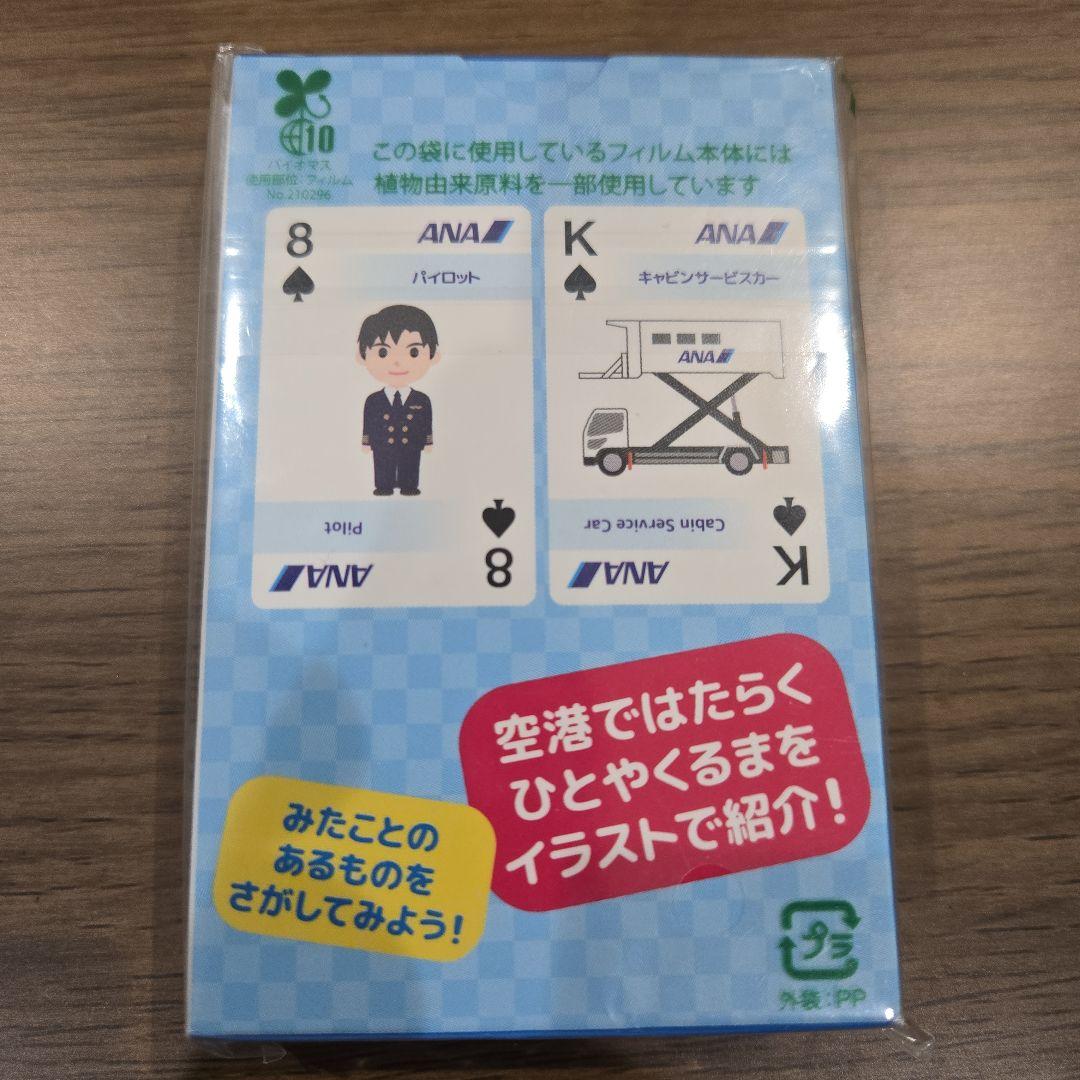 10
バイオマス
使用部位:フィルム
No.210296
この袋に使用しているフィルム本体には
植物由来原料を一部使用しています
8
ANA
パイロット
Pilot
8
ANA
K
ANA
キャビンサービスカー
ANA
Cabin Service Car
K
ANA
空港ではたらく
ひとやくるまを
イラストで紹介!
みたことの
あるものを
さがしてみよう!
プラ
外袋:PP